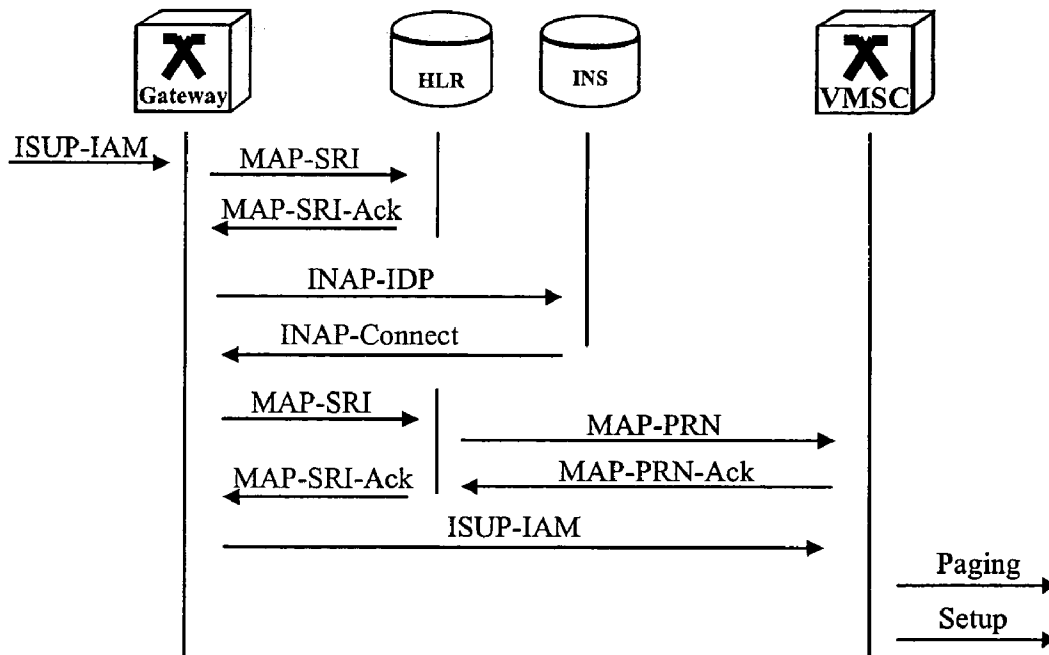 Gateway
HLR
INS
VMSC
ISUP-IAM
MAP-SRI
MAP-SRI-Ack
INAP-IDP
INAP-Connect
MAP-SRI
MAP-PRN
MAP-SRI-Ack
MAP-PRN-Ack
ISUP-IAM
Paging
Setup